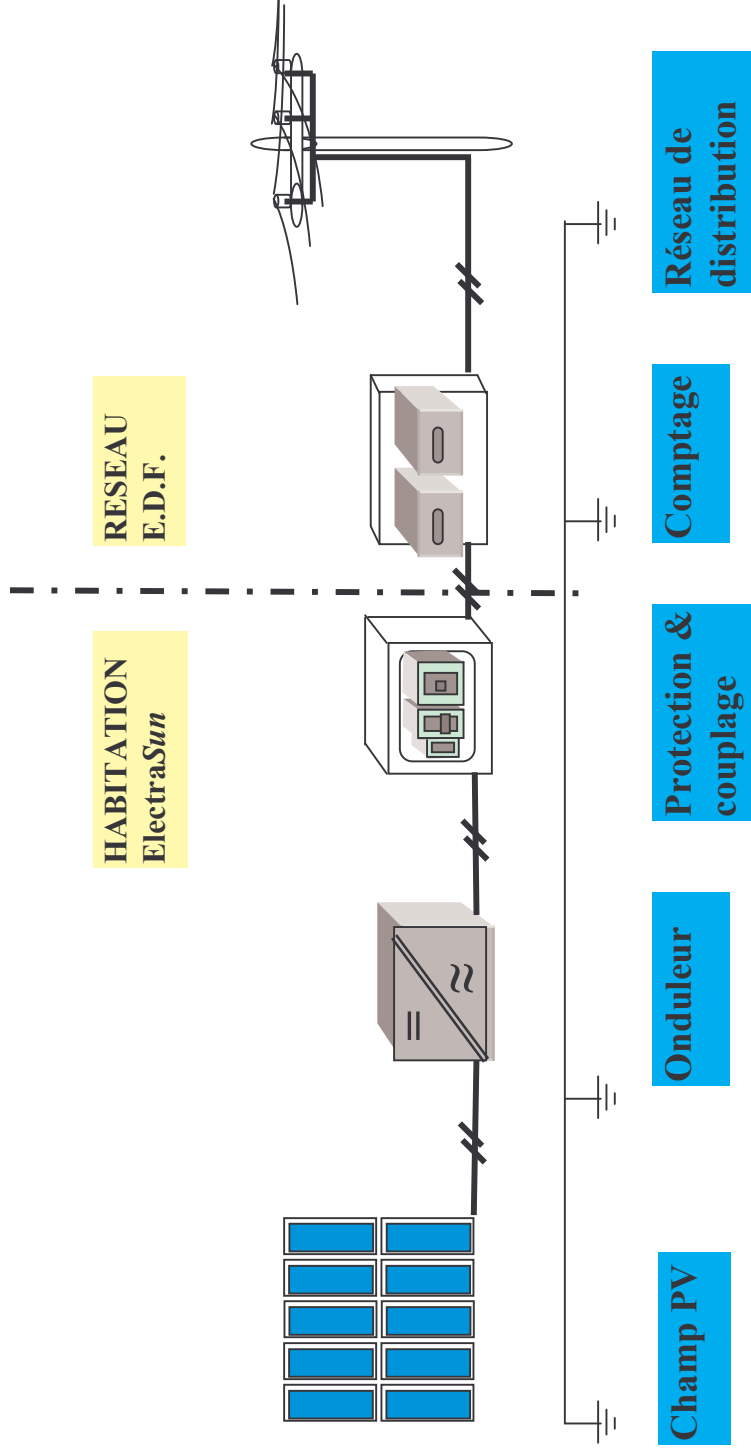 HABITATION
ElectraSun
RESEAU
E.D.F.
Champ PV
Onduleur
Protection &
couplage
Comptage
Réseau de
distribution